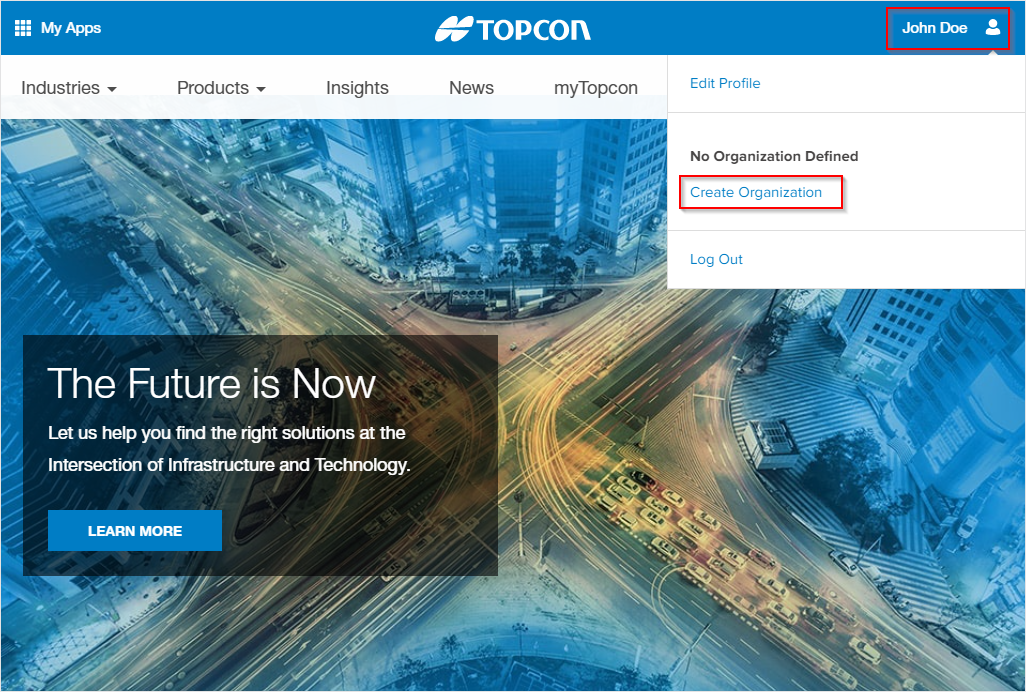 My Apps
TOPCON
John Doe
Industries
Products
Insights
News
myTopcon
Edit Profile
No Organization Defined
Create Organization
Log Out
The Future is Now
Let us help you find the right solutions at the
Intersection of Infrastructure and Technology.
LEARN MORE